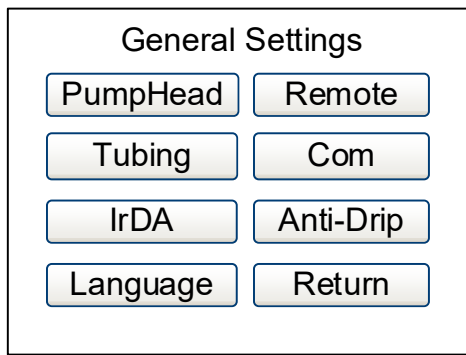 General Settings
PumpHead Remote
Tubing Com
IrDA Anti-Drip
Language Return